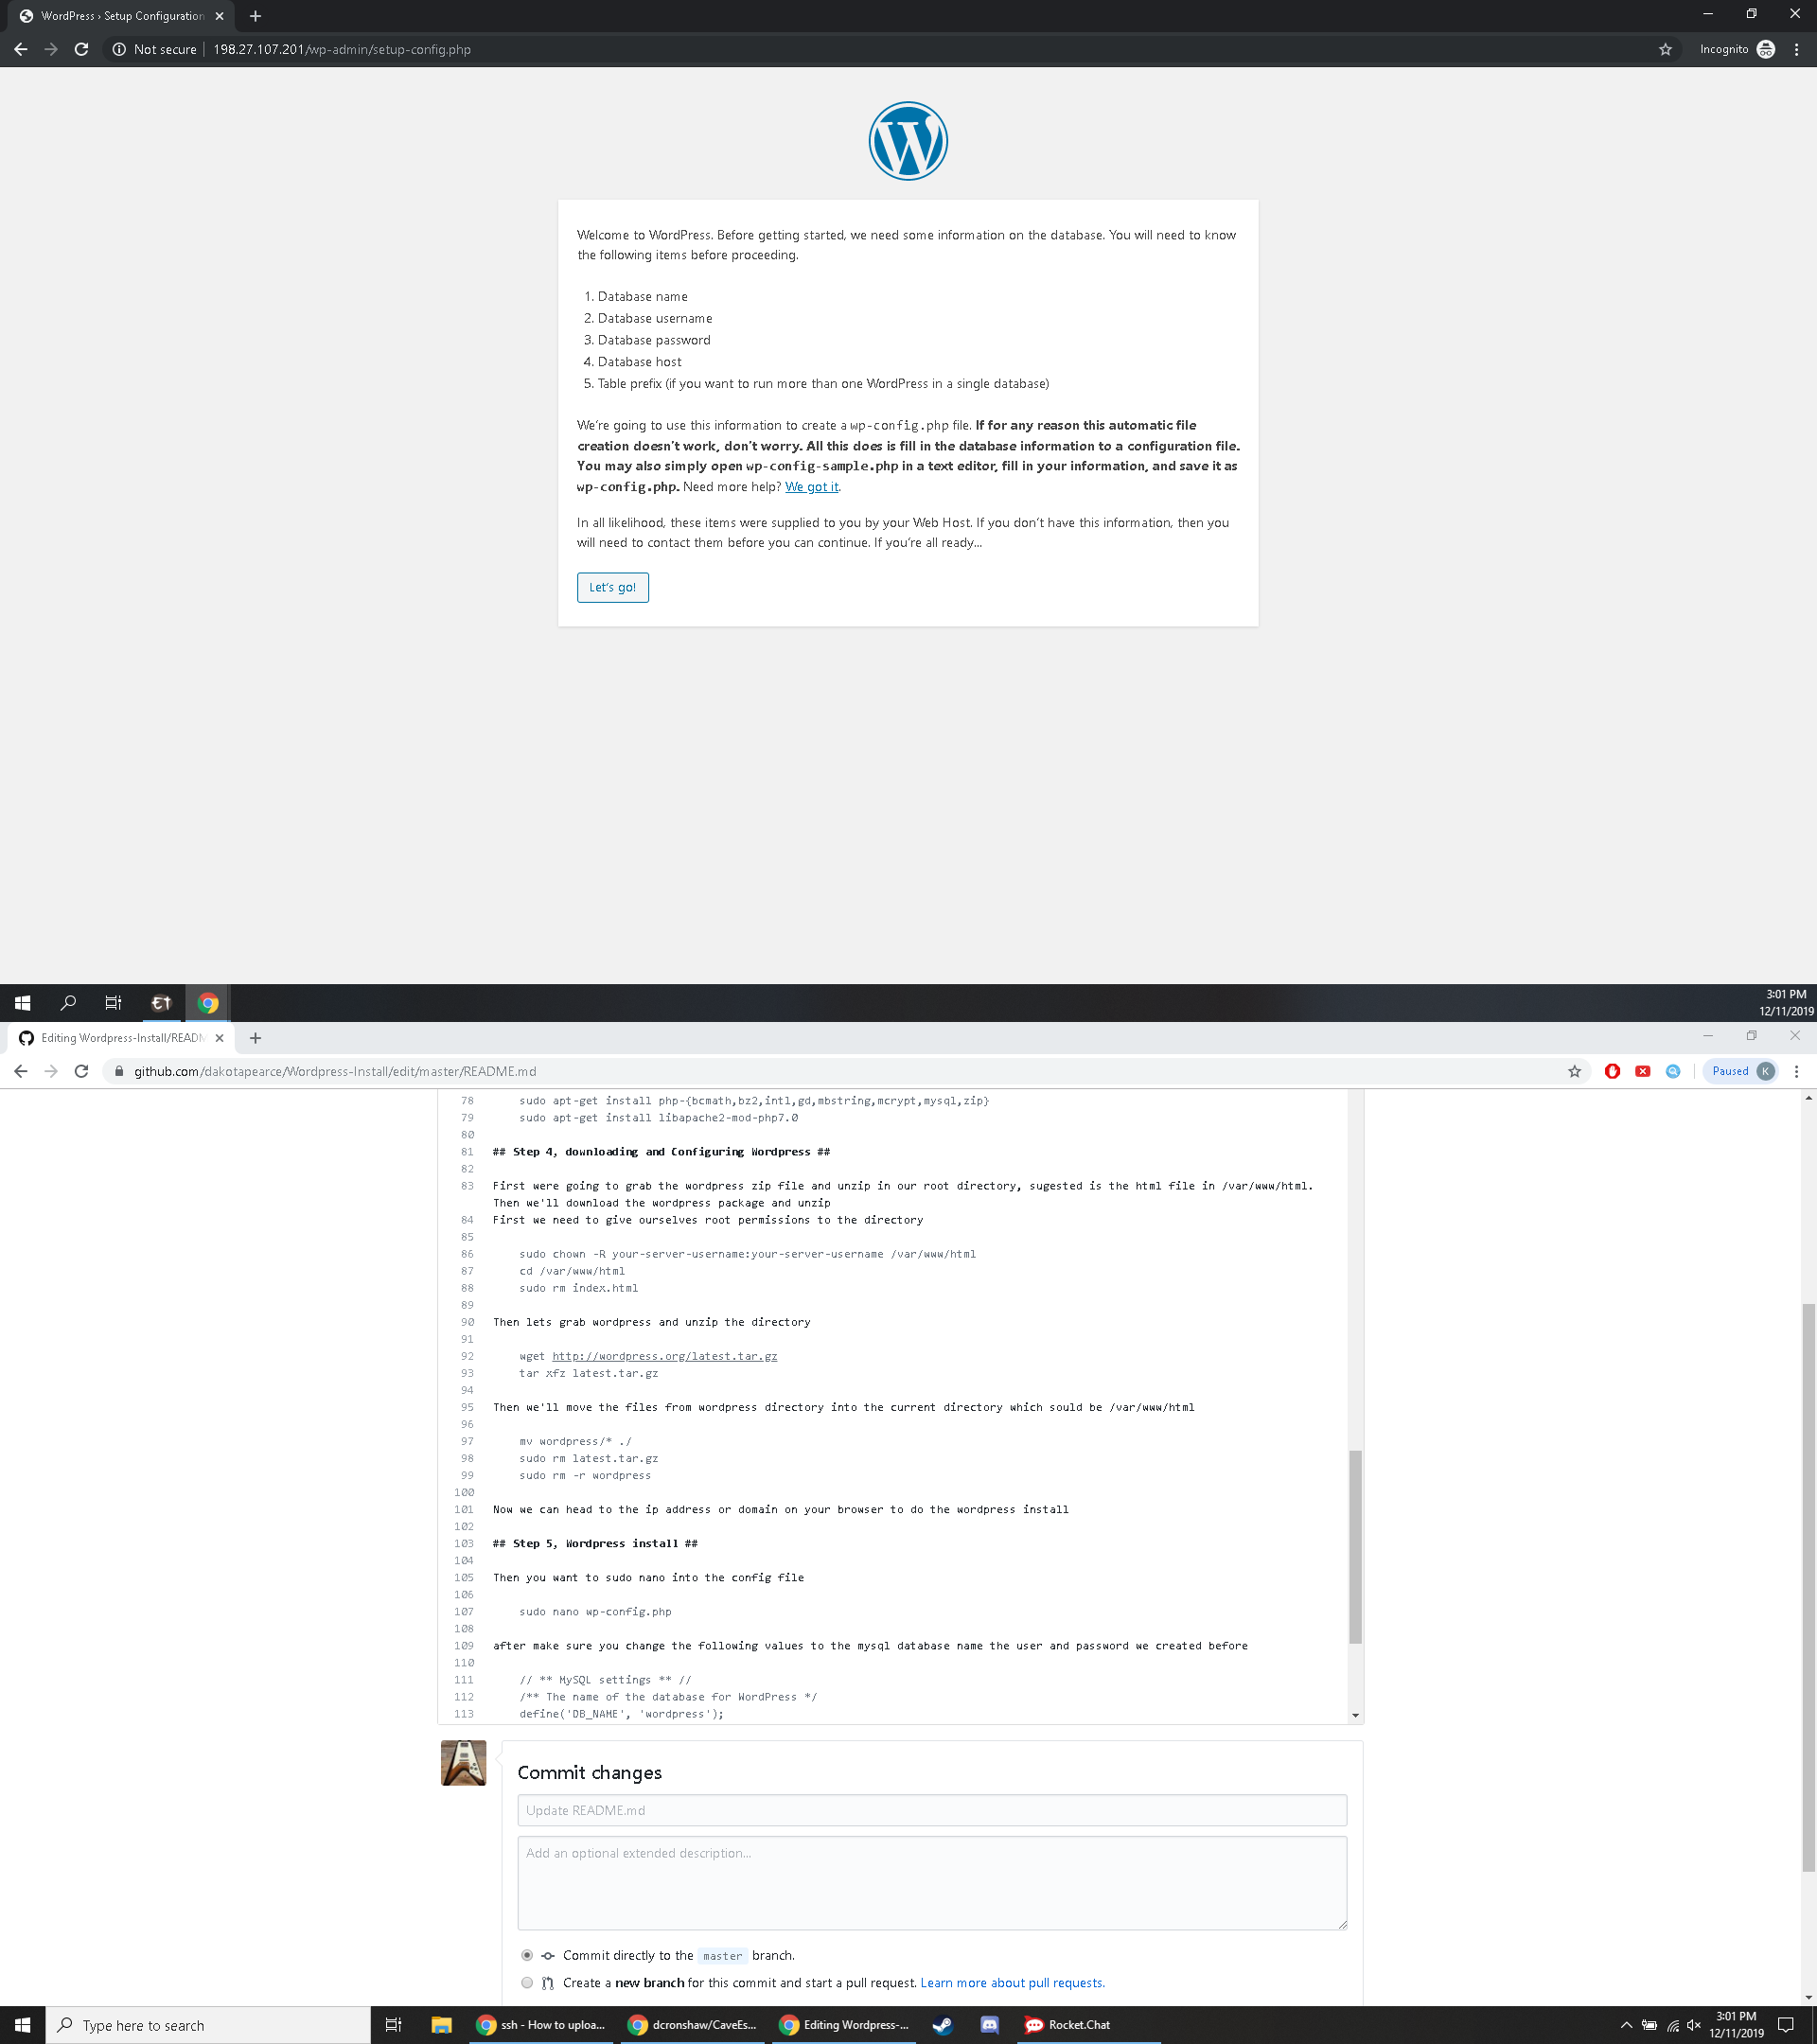 WordPress › Setup Configuration
Not secure 198.27.107.201/wp-admin/setup-config.php Incognito
Welcome to WordPress. Before getting started, we need some information on the database. You will need to know
the following items before proceeding.
1. Database name
2. Database username
3. Database password
4. Database host
5. Table prefix (if you want to run more than one WordPress in a single database)
We're going to use this information to create a wp-config.php file. If for any reason this automatic file
creation doesn't work, don't worry. All this does is fill in the database information to a configuration file.
You may also simply open wp-config-sample.php in a text editor, fill in your information, and save it as
wp-config.php. Need more help? We got it.
In all likelihood, these items were supplied to you by your Web Host. If you don't have this information, then you
will need to contact them before you can continue. If you're all ready...
Let's go!
3:01 PM
12/11/2019
Editing Wordpress-Install/READM
github.com/dakotapearce/Wordpress-Install/edit/master/README.md Paused K
78 sudo apt-get install php-{bcmath,bz2,intl,gd,mbstring,mcrypt,mysql,zip}
79 sudo apt-get install libapache2-mod-php7.0
80
81 ## Step 4, downloading and Configuring Wordpress ##
82
83 First were going to grab the wordpress zip file and unzip in our root directory, sugested is the html file in /var/www/html.
Then we'll download the wordpress package and unzip
84 First we need to give ourselves root permissions to the directory
85
86 sudo chown -R your-server-username:your-server-username /var/www/html
87 cd /var/www/html
88 sudo rm index.html
89
90 Then lets grab wordpress and unzip the directory
91
92 wget http://wordpress.org/latest.tar.gz
93 tar xfz latest.tar.gz
94
95 Then we'll move the files from wordpress directory into the current directory which sould be /var/www/html
96
97 mv wordpress/* ./
98 sudo rm latest.tar.gz
99 sudo rm -r wordpress
100
101 Now we can head to the ip address or domain on your browser to do the wordpress install
102
103 ## Step 5, Wordpress install ##
104
105 Then you want to sudo nano into the config file
106
107 sudo nano wp-config.php
108
109 after make sure you change the following values to the mysql database name the user and password we created before
110
111 // ** MySQL settings ** //
112 /** The name of the database for WordPress */
113 define('DB_NAME', 'wordpress');
Commit changes
Update README.md
Add an optional extended description...
Commit directly to the master branch.
Create a new branch for this commit and start a pull request. Learn more about pull requests.
Type here to search
ssh - How to uploa...
dcronshaw/CaveEs...
Editing Wordpress-...
Rocket.Chat
3:01 PM
12/11/2019